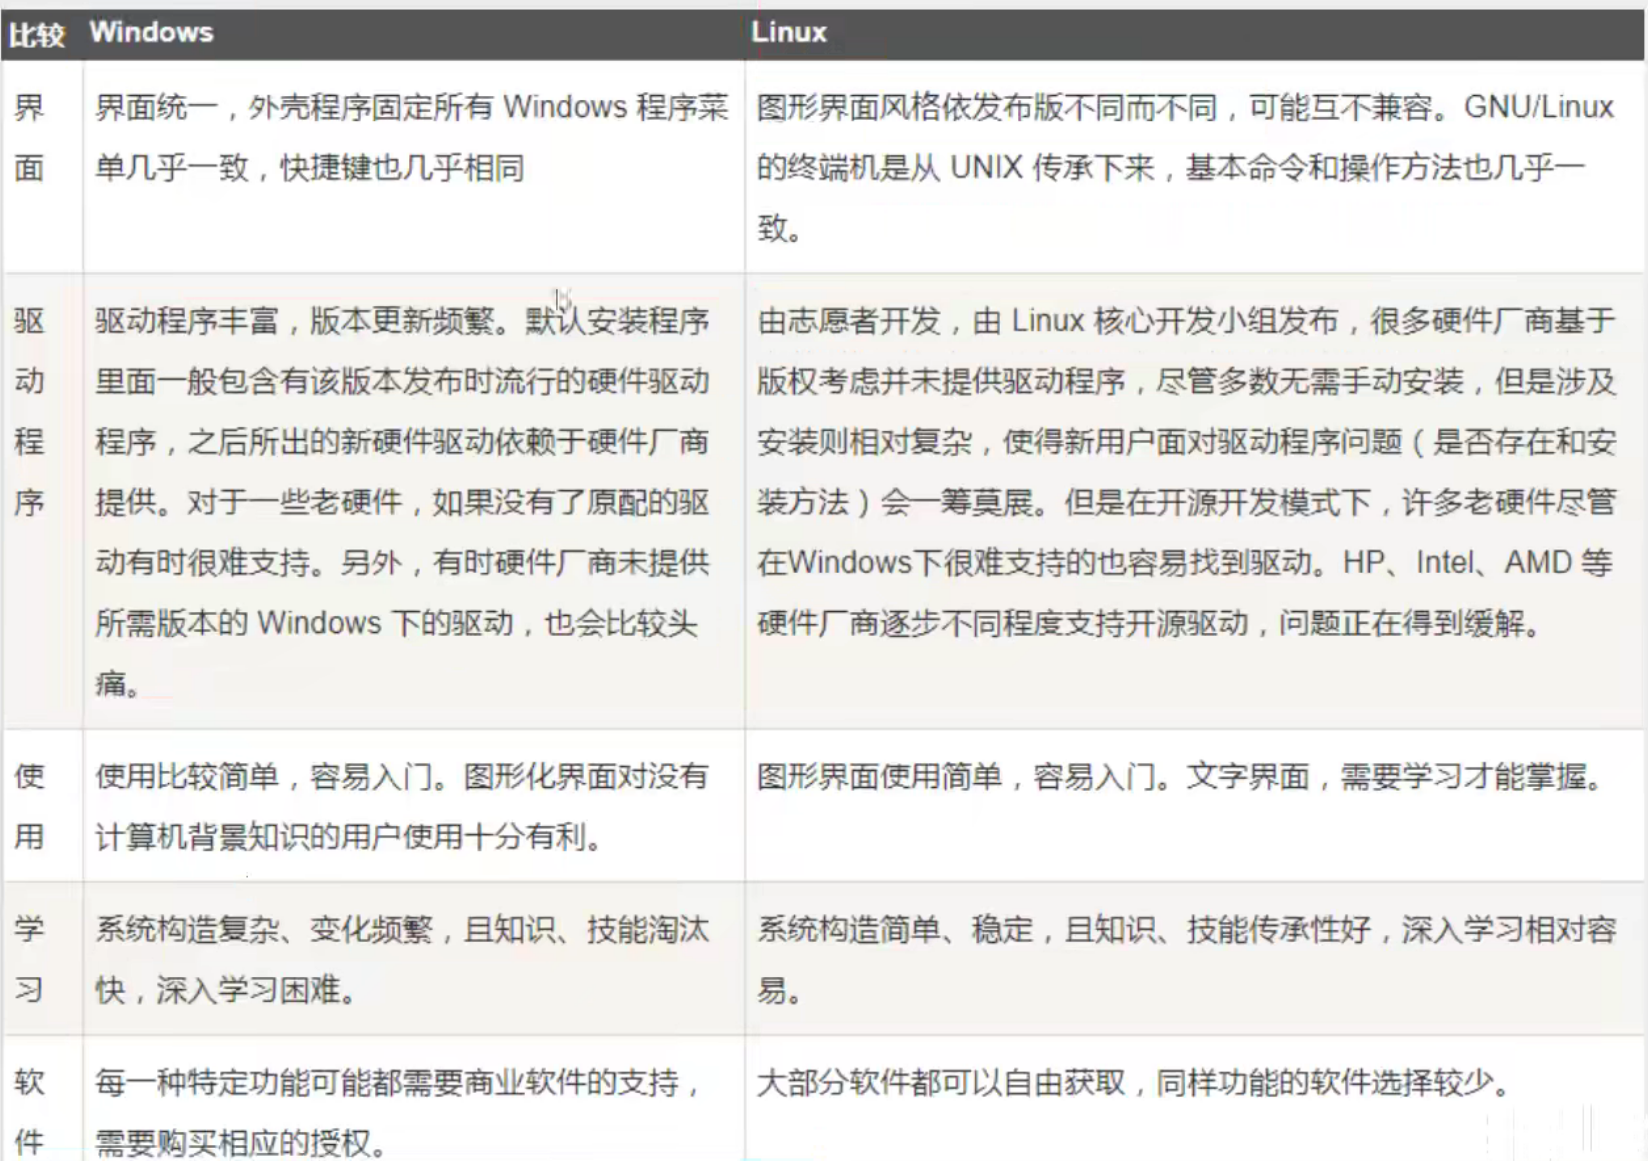 比较 Windows Linux
界面
界面统一，外壳程序固定所有 Windows 程序菜
单几乎一致，快捷键也几乎相同
图形界面风格依发布版不同而不同，可能互不兼容。GNU/Linux
的终端机是从 UNIX 传承下来，基本命令和操作方法也几乎一
致。
驱动程序
驱动程序丰富，版本更新频繁。默认安装程序
里面一般包含有该版本发布时流行的硬件驱动
程序，之后所出的新硬件驱动依赖于硬件厂商
提供。对于一些老硬件，如果没有了原配的驱
动有时很难支持。另外，有时硬件厂商未提供
所需版本的 Windows 下的驱动，也会比较头
痛。
由志愿者开发，由 Linux 核心开发小组发布，很多硬件厂商基于
版权考虑并未提供驱动程序，尽管多数无需手动安装，但是涉及
安装则相对复杂，使得新用户面对驱动程序问题（是否存在和安
装方法）会一筹莫展。但是在开源开发模式下，许多老硬件尽管
在Windows下很难支持的也容易找到驱动。HP、Intel、AMD 等
硬件厂商逐步不同程度支持开源驱动，问题正在得到缓解。
使用
使用比较简单，容易入门。图形化界面对没有
计算机背景知识的用户使用十分有利。
图形界面使用简单，容易入门。文字界面，需要学习才能掌握。
学习
系统构造复杂、变化频繁，且知识、技能淘汰
快，深入学习困难。
系统构造简单、稳定，且知识、技能传承性好，深入学习相对容
易。
软件
每一种特定功能可能都需要商业软件的支持，
需要购买相应的授权。
大部分软件都可以自由获取，同样功能的软件选择较少。